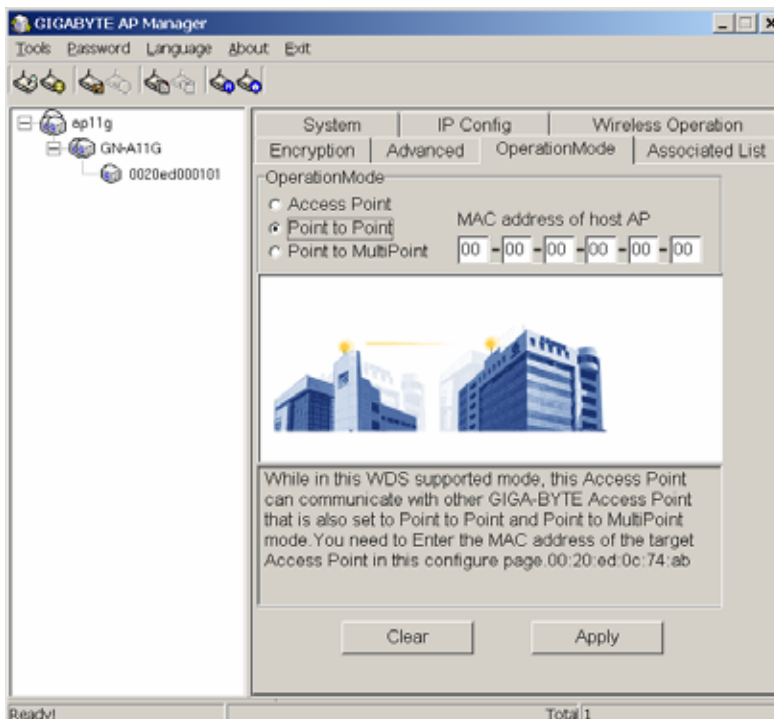 GIGABYTE AP Manager
Tools Password Language About Exit
ap11g
GN-A11G
0020ed000101
System IP Config Wireless Operation
Encryption Advanced OperationMode Associated List
OperationMode
Access Point
Point to Point
Point to MultiPoint
MAC address of host AP
00 - 00 - 00 - 00 - 00 - 00
While in this WDS supported mode, this Access Point
can communicate with other GIGA-BYTE Access Point
that is also set to Point to Point and Point to MultiPoint
mode.You need to Enter the MAC address of the target
Access Point in this configure page.00:20:ed:0c:74:ab
Clear Apply
Ready! Total 1